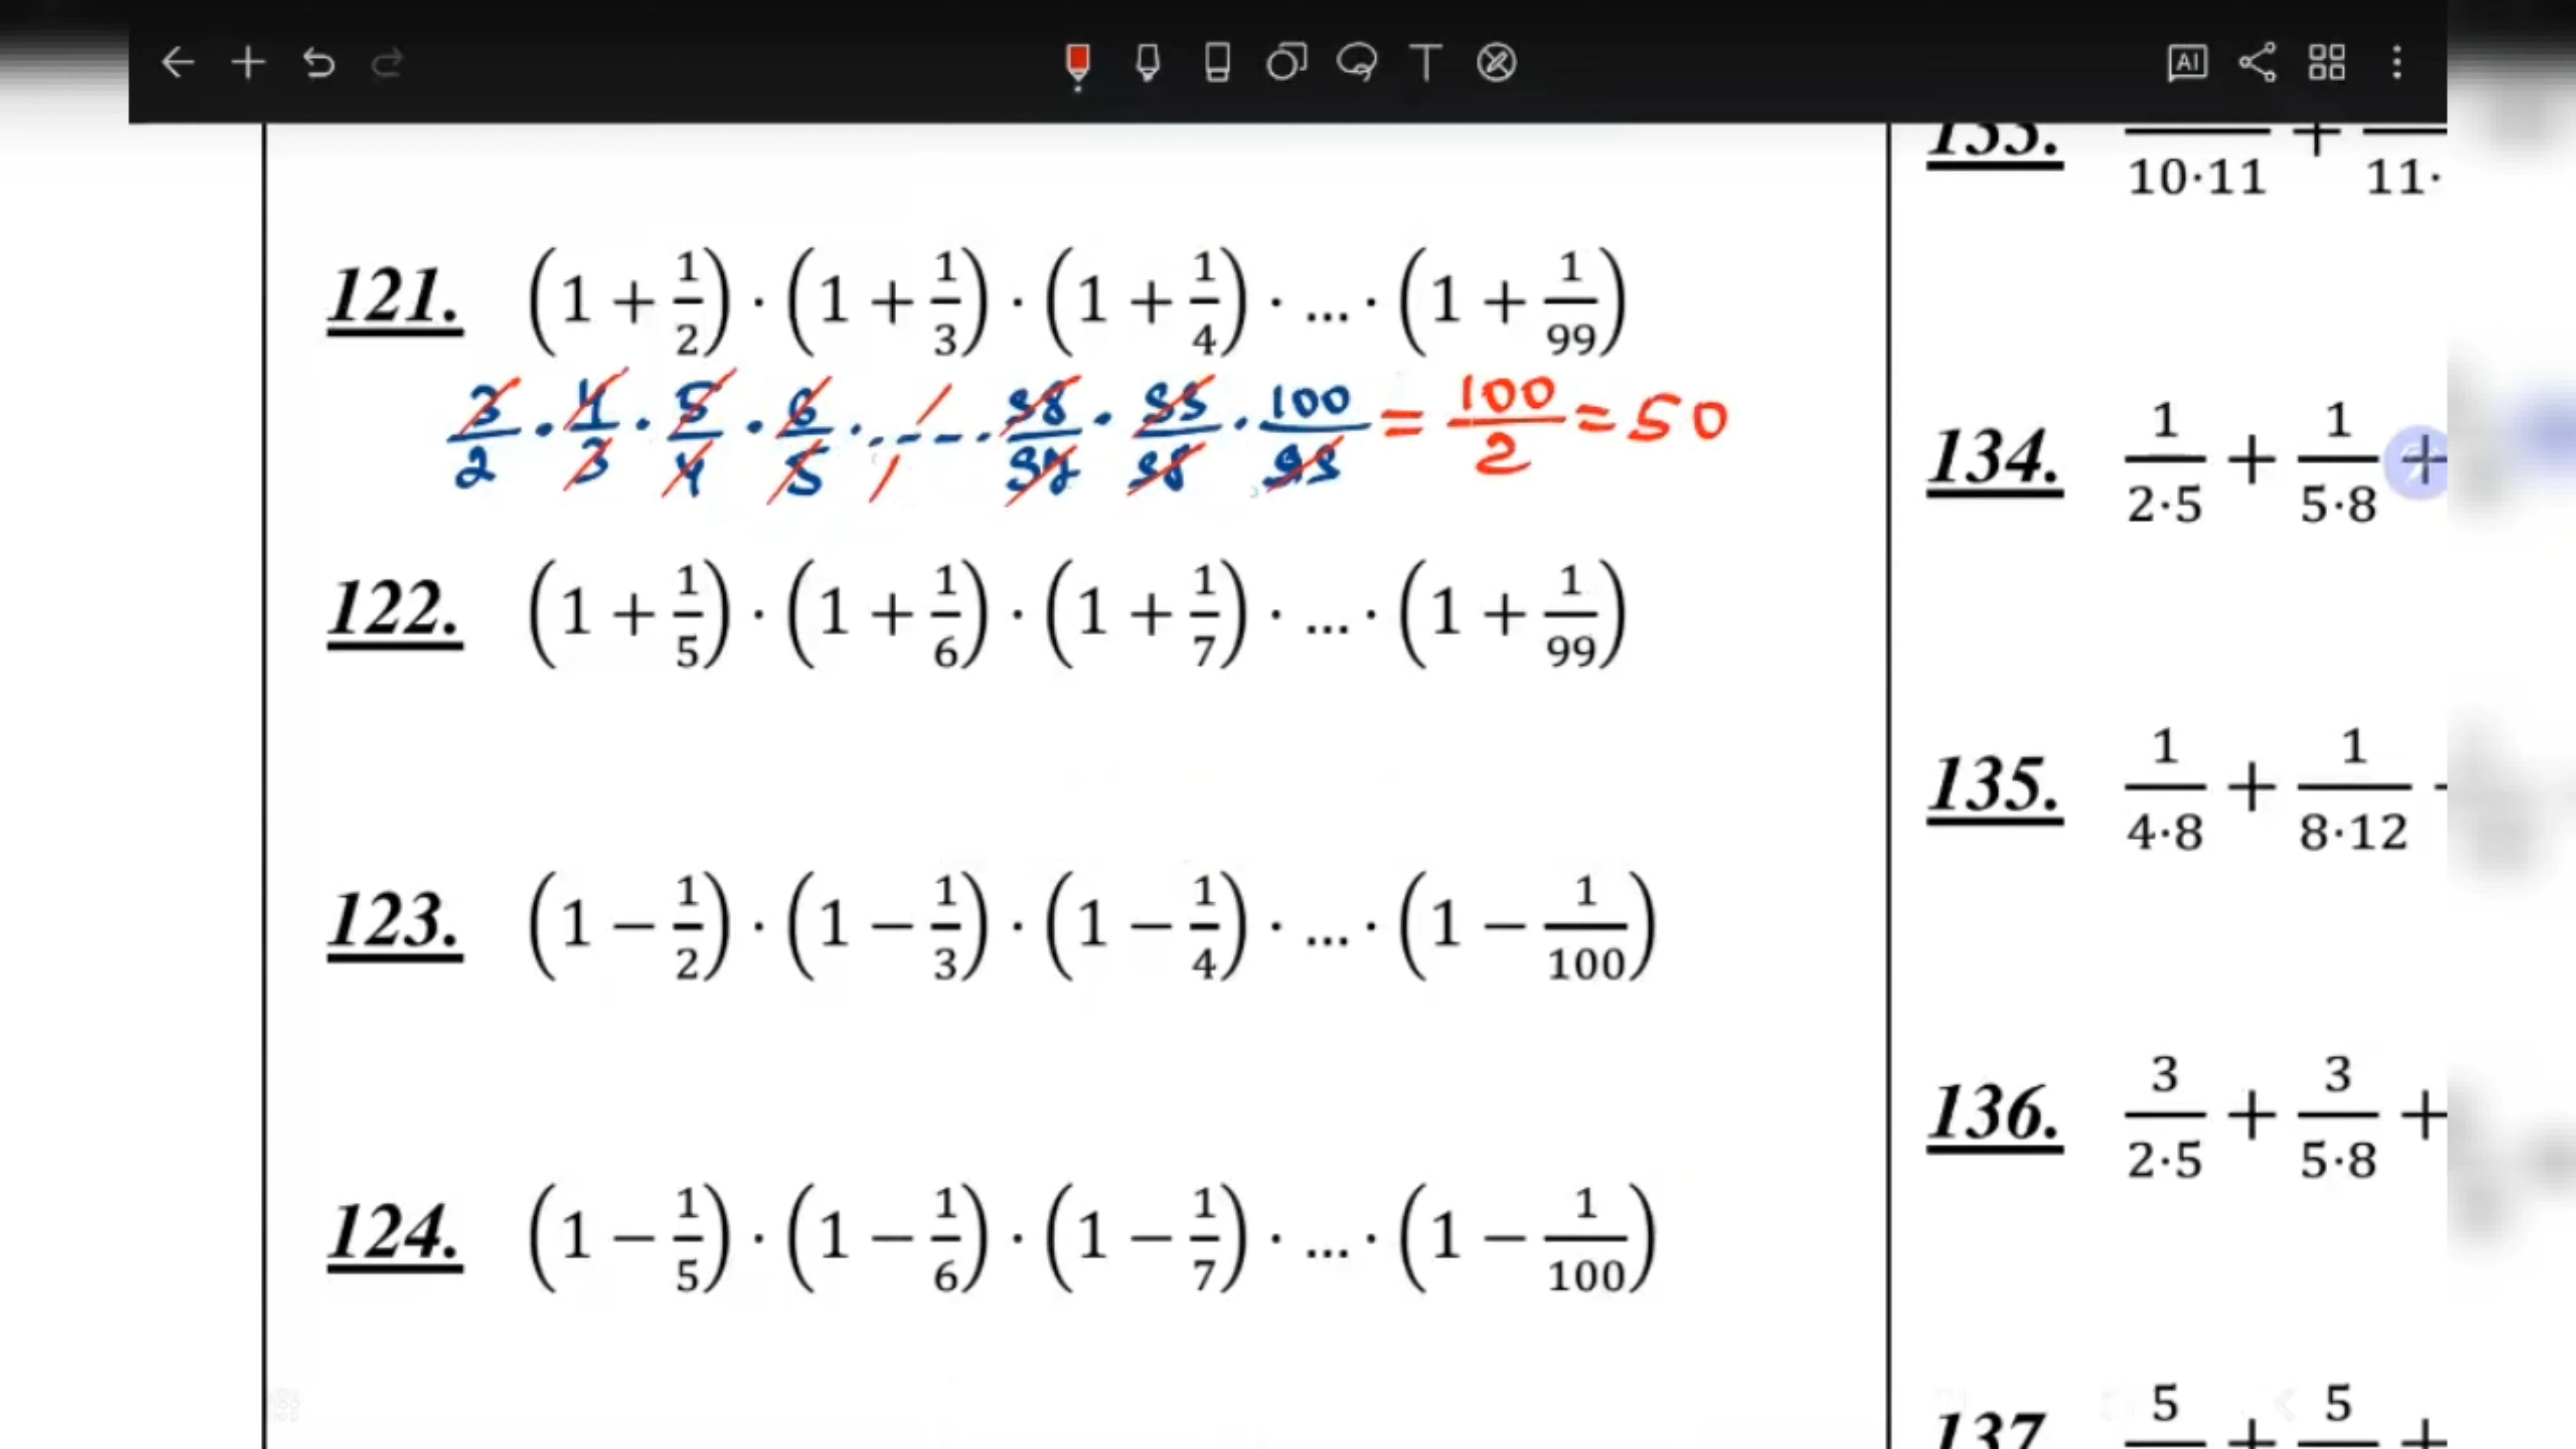 AI
121. (1 + 1/2) · (1 + 1/3) · (1 + 1/4) · ... · (1 + 1/99)
3/2 · 4/3 · 5/4 · 6/5 · ---- · 98/97 · 99/98 · 100/99 = 100/2 = 50
122. (1 + 1/5) · (1 + 1/6) · (1 + 1/7) · ... · (1 + 1/99)
123. (1 − 1/2) · (1 − 1/3) · (1 − 1/4) · ... · (1 − 1/100)
124. (1 − 1/5) · (1 − 1/6) · (1 − 1/7) · ... · (1 − 1/100)
10·11 + 11·
134. 1/2·5 + 1/5·8 +
135. 1/4·8 + 1/8·12
136. 3/2·5 + 3/5·8 +
137 5 + 5 +